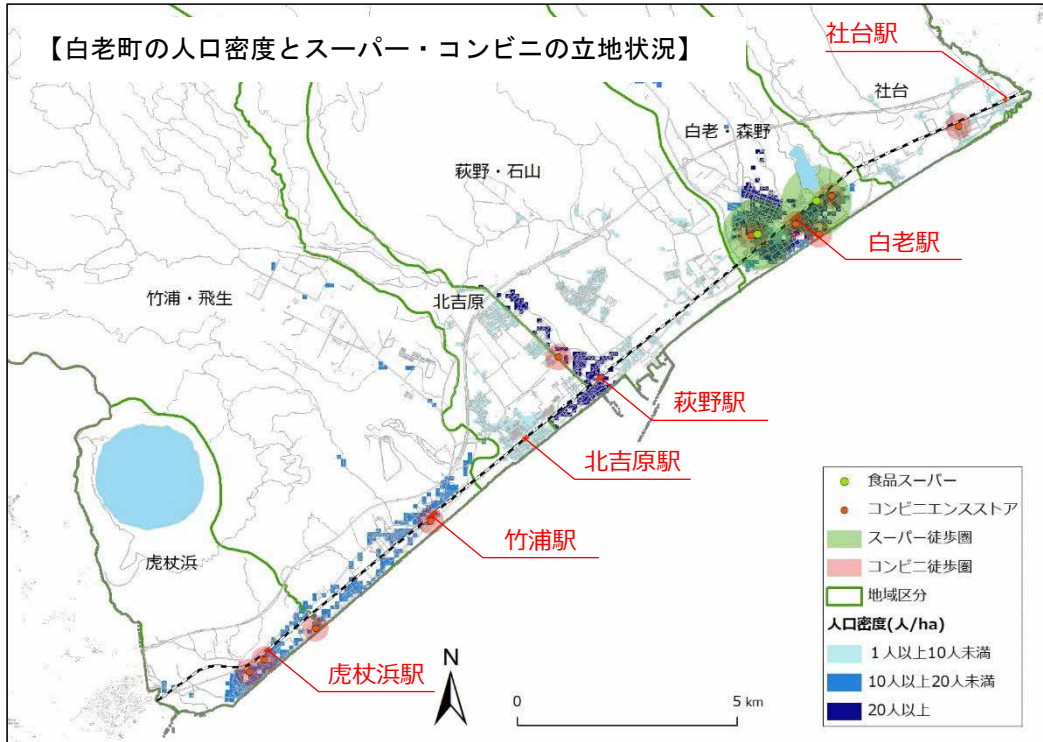 【白老町の人口密度とスーパー・コンビニの立地状況】
社台駅
社台
白老・森野
萩野・石山
白老駅
竹浦・飛生
北吉原
萩野駅
北吉原駅
竹浦駅
虎杖浜
虎杖浜駅
N
0 5 km
食品スーパー
コンビニエンスストア
スーパー徒歩圏
コンビニ徒歩圏
地域区分
人口密度(人/ha)
1人以上10人未満
10人以上20人未満
20人以上